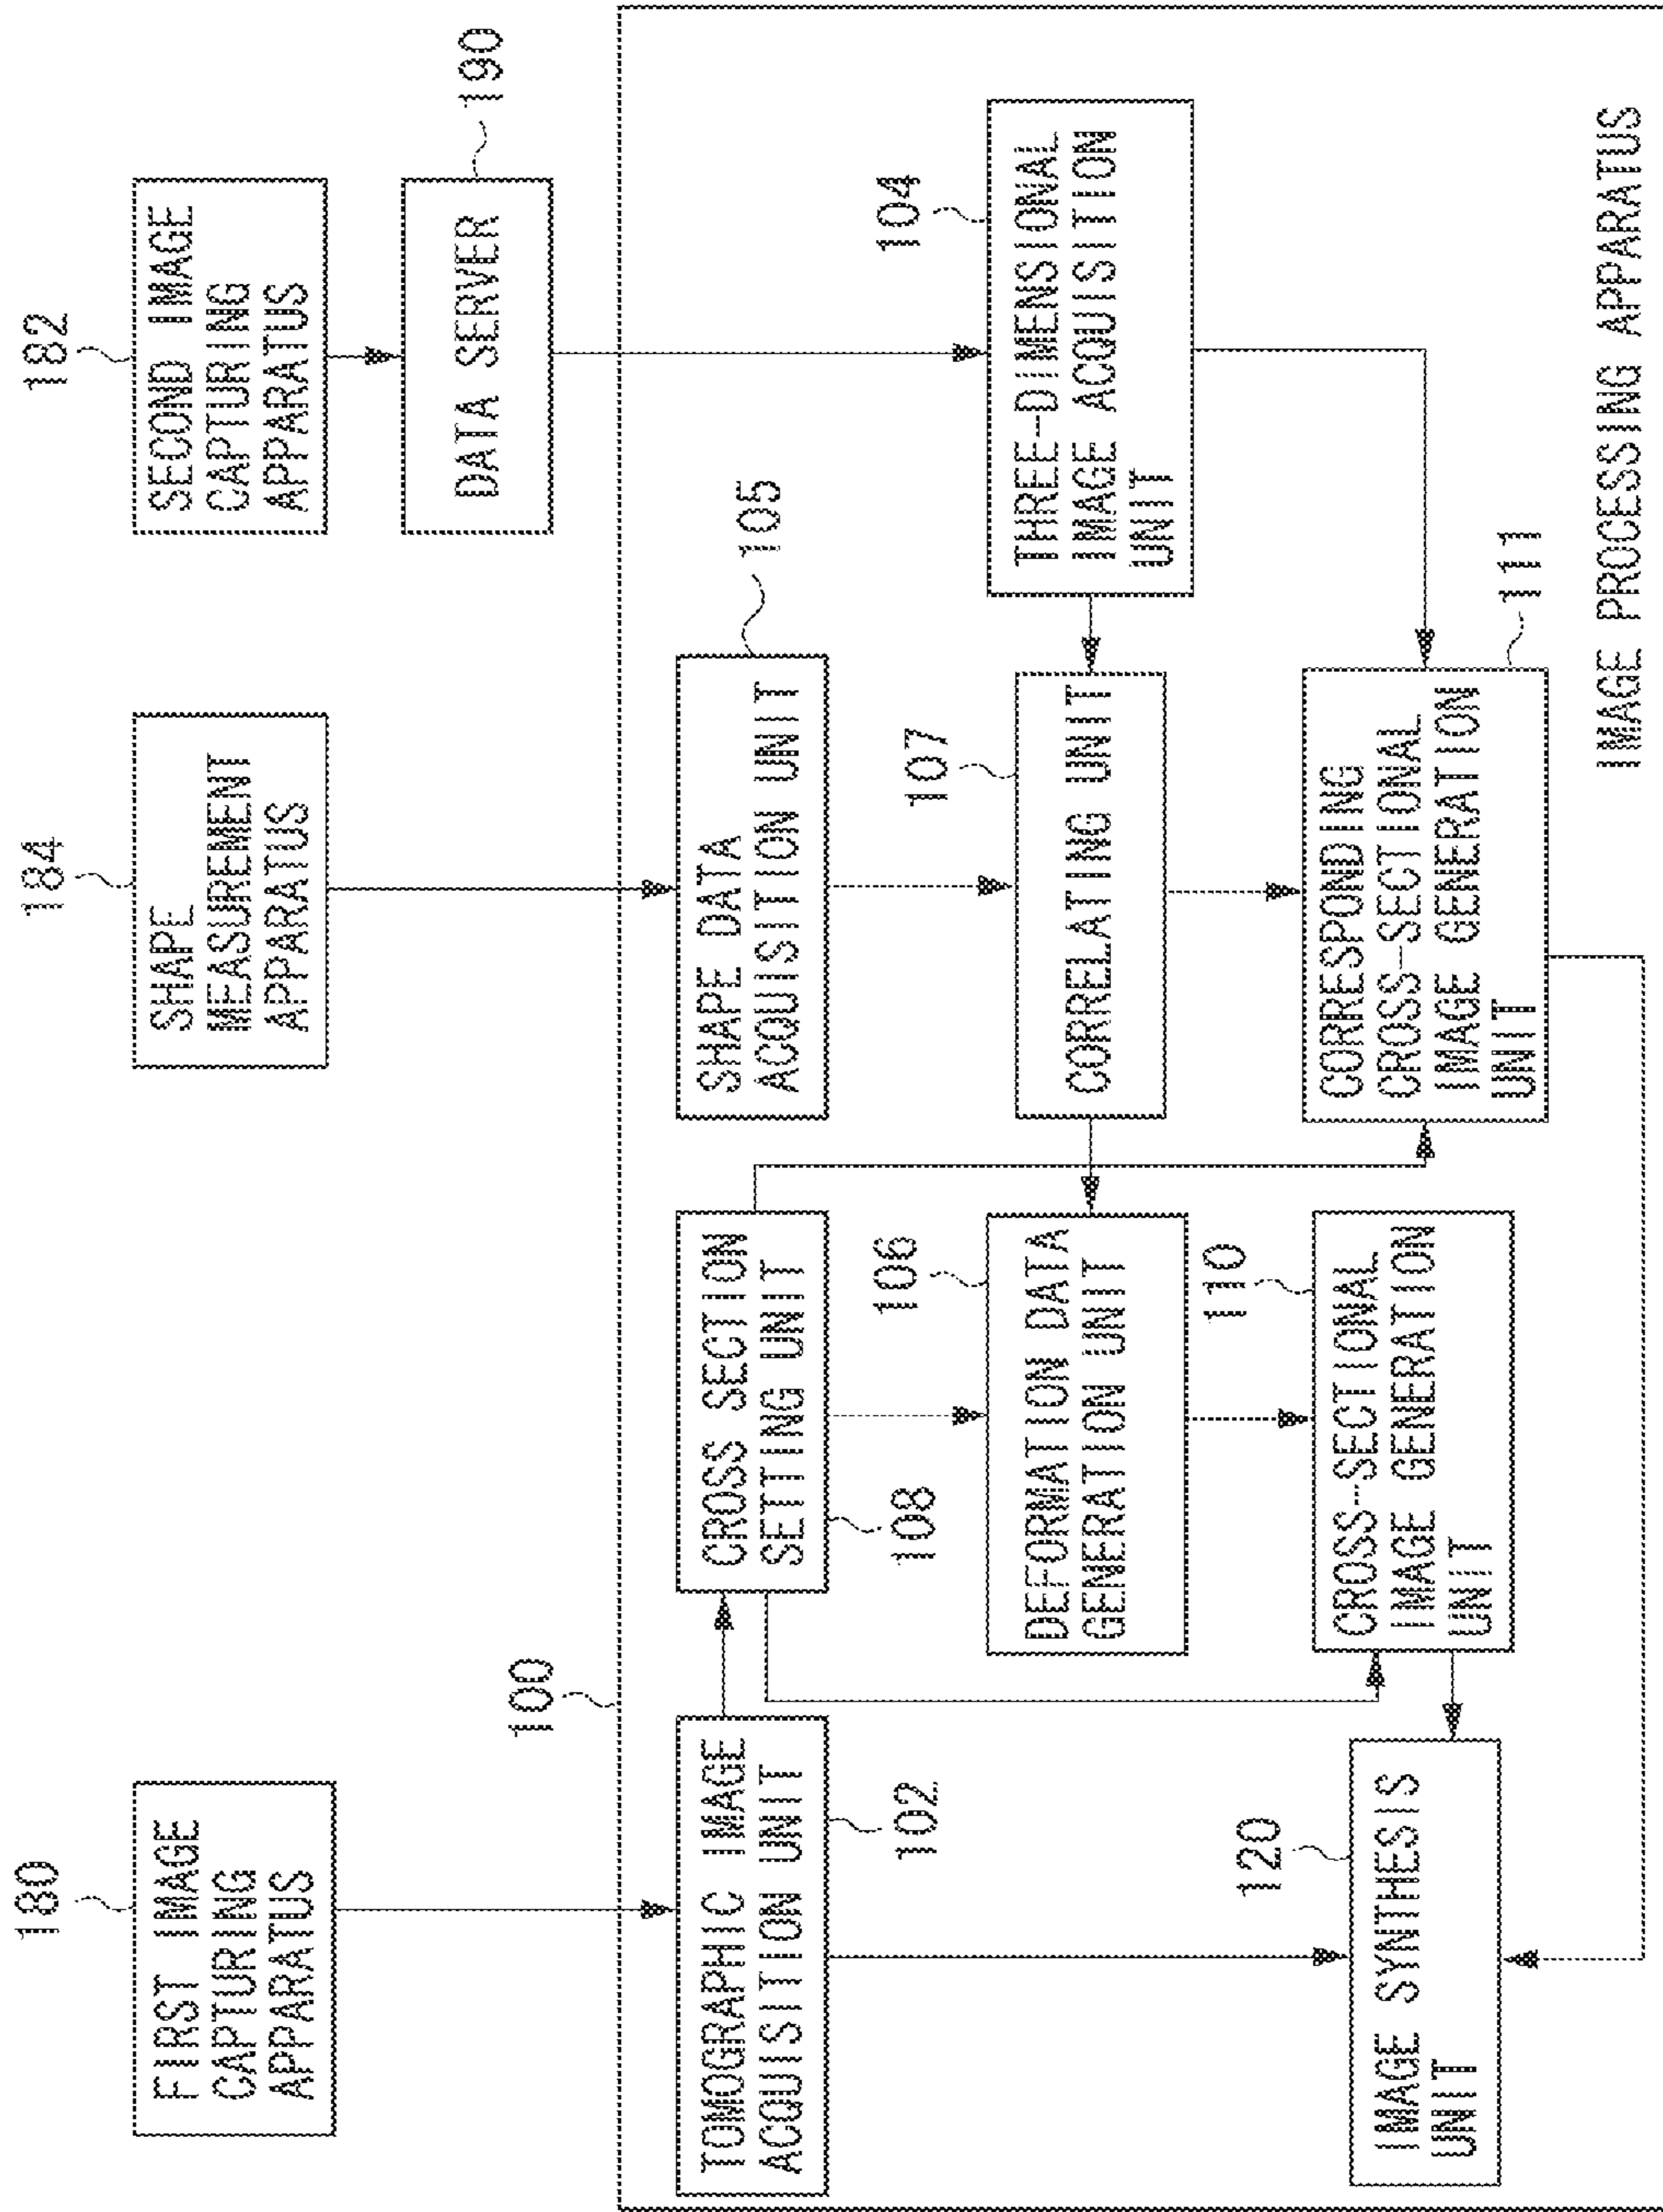 180
FIRST IMAGE
CAPTURING
APPARATUS
184
SHAPE
MEASUREMENT
APPARATUS
182
SECOND IMAGE
CAPTURING
APPARATUS
190
DATA SERVER
100
TOMOGRAPHIC IMAGE
ACQUISITION UNIT
102
CROSS SECTION
SETTING UNIT
108
SHAPE DATA
ACQUISITION UNIT
105
106
DEFORMATION DATA
GENERATION UNIT
107
CORRELATING UNIT
104
THREE-DIMENSIONAL
IMAGE ACQUISITION
UNIT
120
IMAGE SYNTHESIS
UNIT
110
CROSS-SECTIONAL
IMAGE GENERATION
UNIT
CORRESPONDING
CROSS-SECTIONAL
IMAGE GENERATION
UNIT
111
IMAGE PROCESSING APPARATUS